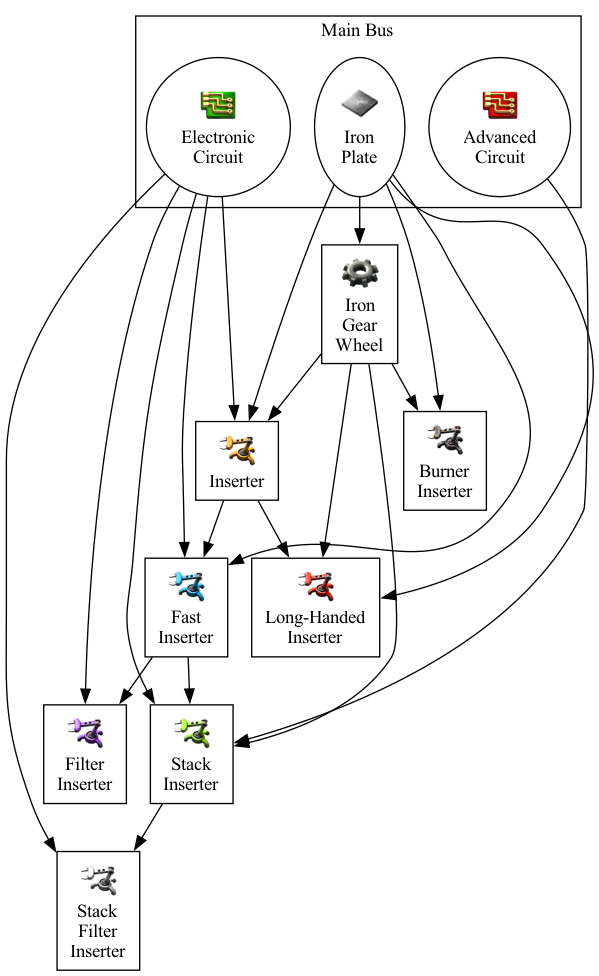 Main Bus
Electronic
Circuit
Iron
Plate
Advanced
Circuit
Iron
Gear
Wheel
Inserter
Burner
Inserter
Fast
Inserter
Long-Handed
Inserter
Filter
Inserter
Stack
Inserter
Stack
Filter
Inserter